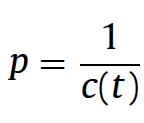 p = 1/c(t)